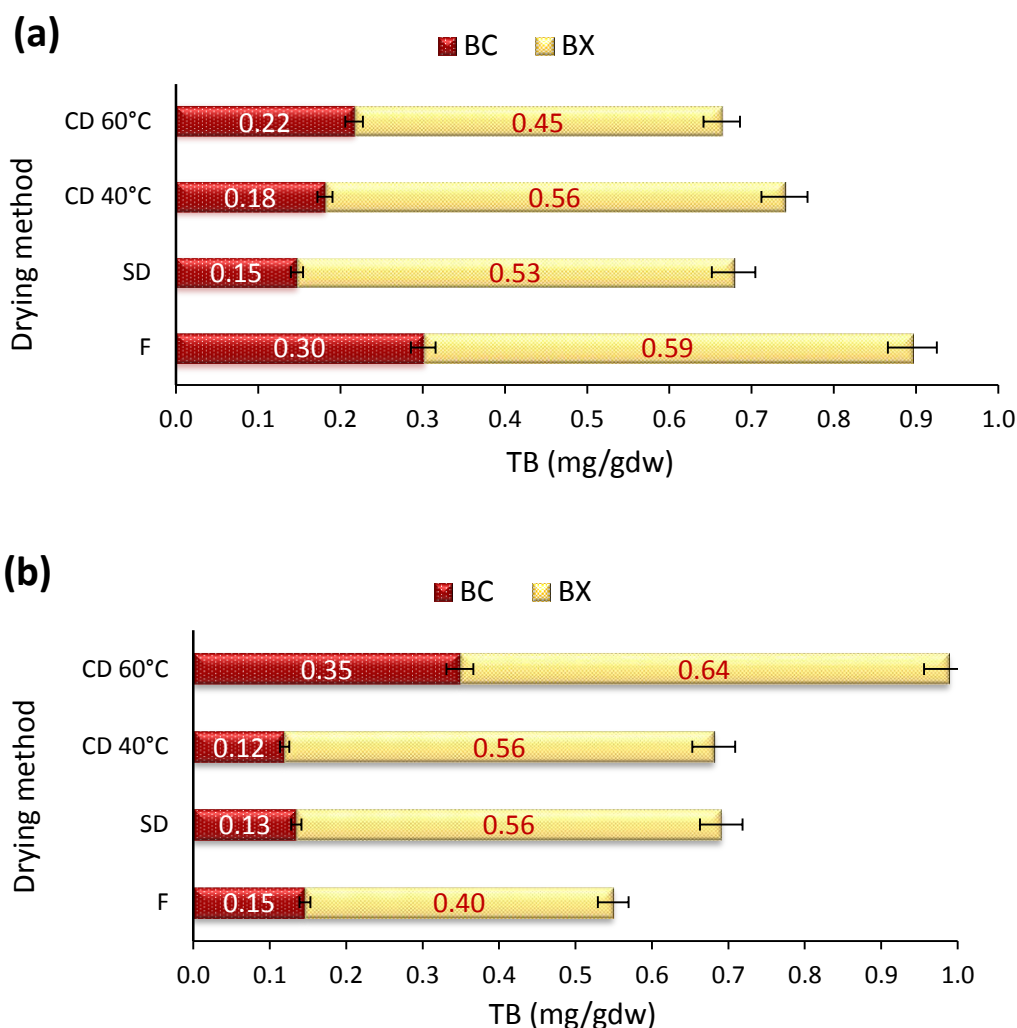 (a)
BC BX
Drying method
CD 60°C 0.22 0.45
CD 40°C 0.18 0.56
SD 0.15 0.53
F 0.30 0.59
0.0 0.1 0.2 0.3 0.4 0.5 0.6 0.7 0.8 0.9 1.0
TB (mg/gdw)
(b)
BC BX
Drying method
CD 60°C 0.35 0.64
CD 40°C 0.12 0.56
SD 0.13 0.56
F 0.15 0.40
0.0 0.1 0.2 0.3 0.4 0.5 0.6 0.7 0.8 0.9 1.0
TB (mg/gdw)